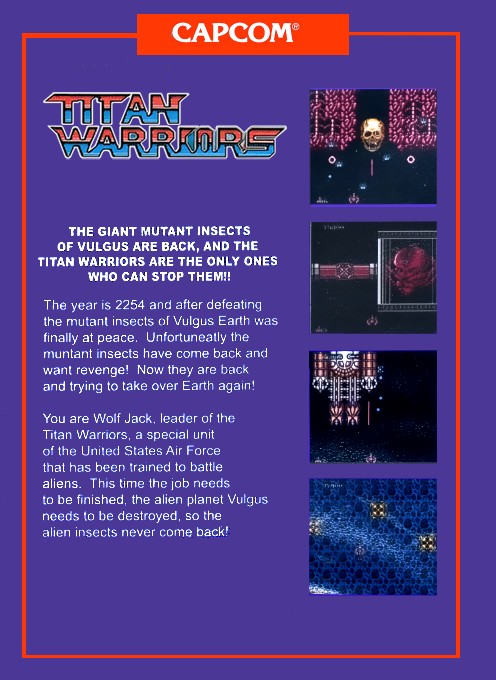 CAPCOM®
TITAN
WARRIORS
THE GIANT MUTANT INSECTS
OF VULGUS ARE BACK, AND THE
TITAN WARRIORS ARE THE ONLY ONES
WHO CAN STOP THEM!!
The year is 2254 and after defeating
the mutant insects of Vulgus Earth was
finally at peace. Unfortuneatly the
muntant insects have come back and
want revenge! Now they are back
and trying to take over Earth again!
You are Wolf Jack, leader of the
Titan Warriors, a special unit
of the United States Air Force
that has been trained to battle
aliens. This time the job needs
to be finished, the alien planet Vulgus
needs to be destroyed, so the
alien insects never come back!